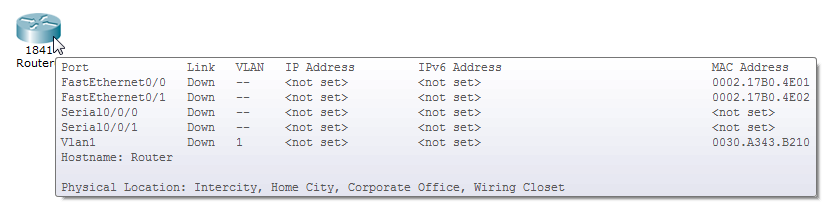 1841
Router
Port Link VLAN IP Address IPv6 Address MAC Address
FastEthernet0/0 Down -- <not set> <not set> 0002.17B0.4E01
FastEthernet0/1 Down -- <not set> <not set> 0002.17B0.4E02
Serial0/0/0 Down -- <not set> <not set> <not set>
Serial0/0/1 Down -- <not set> <not set> <not set>
Vlan1 Down 1 <not set> <not set> 0030.A343.B210
Hostname: Router
Physical Location: Intercity, Home City, Corporate Office, Wiring Closet